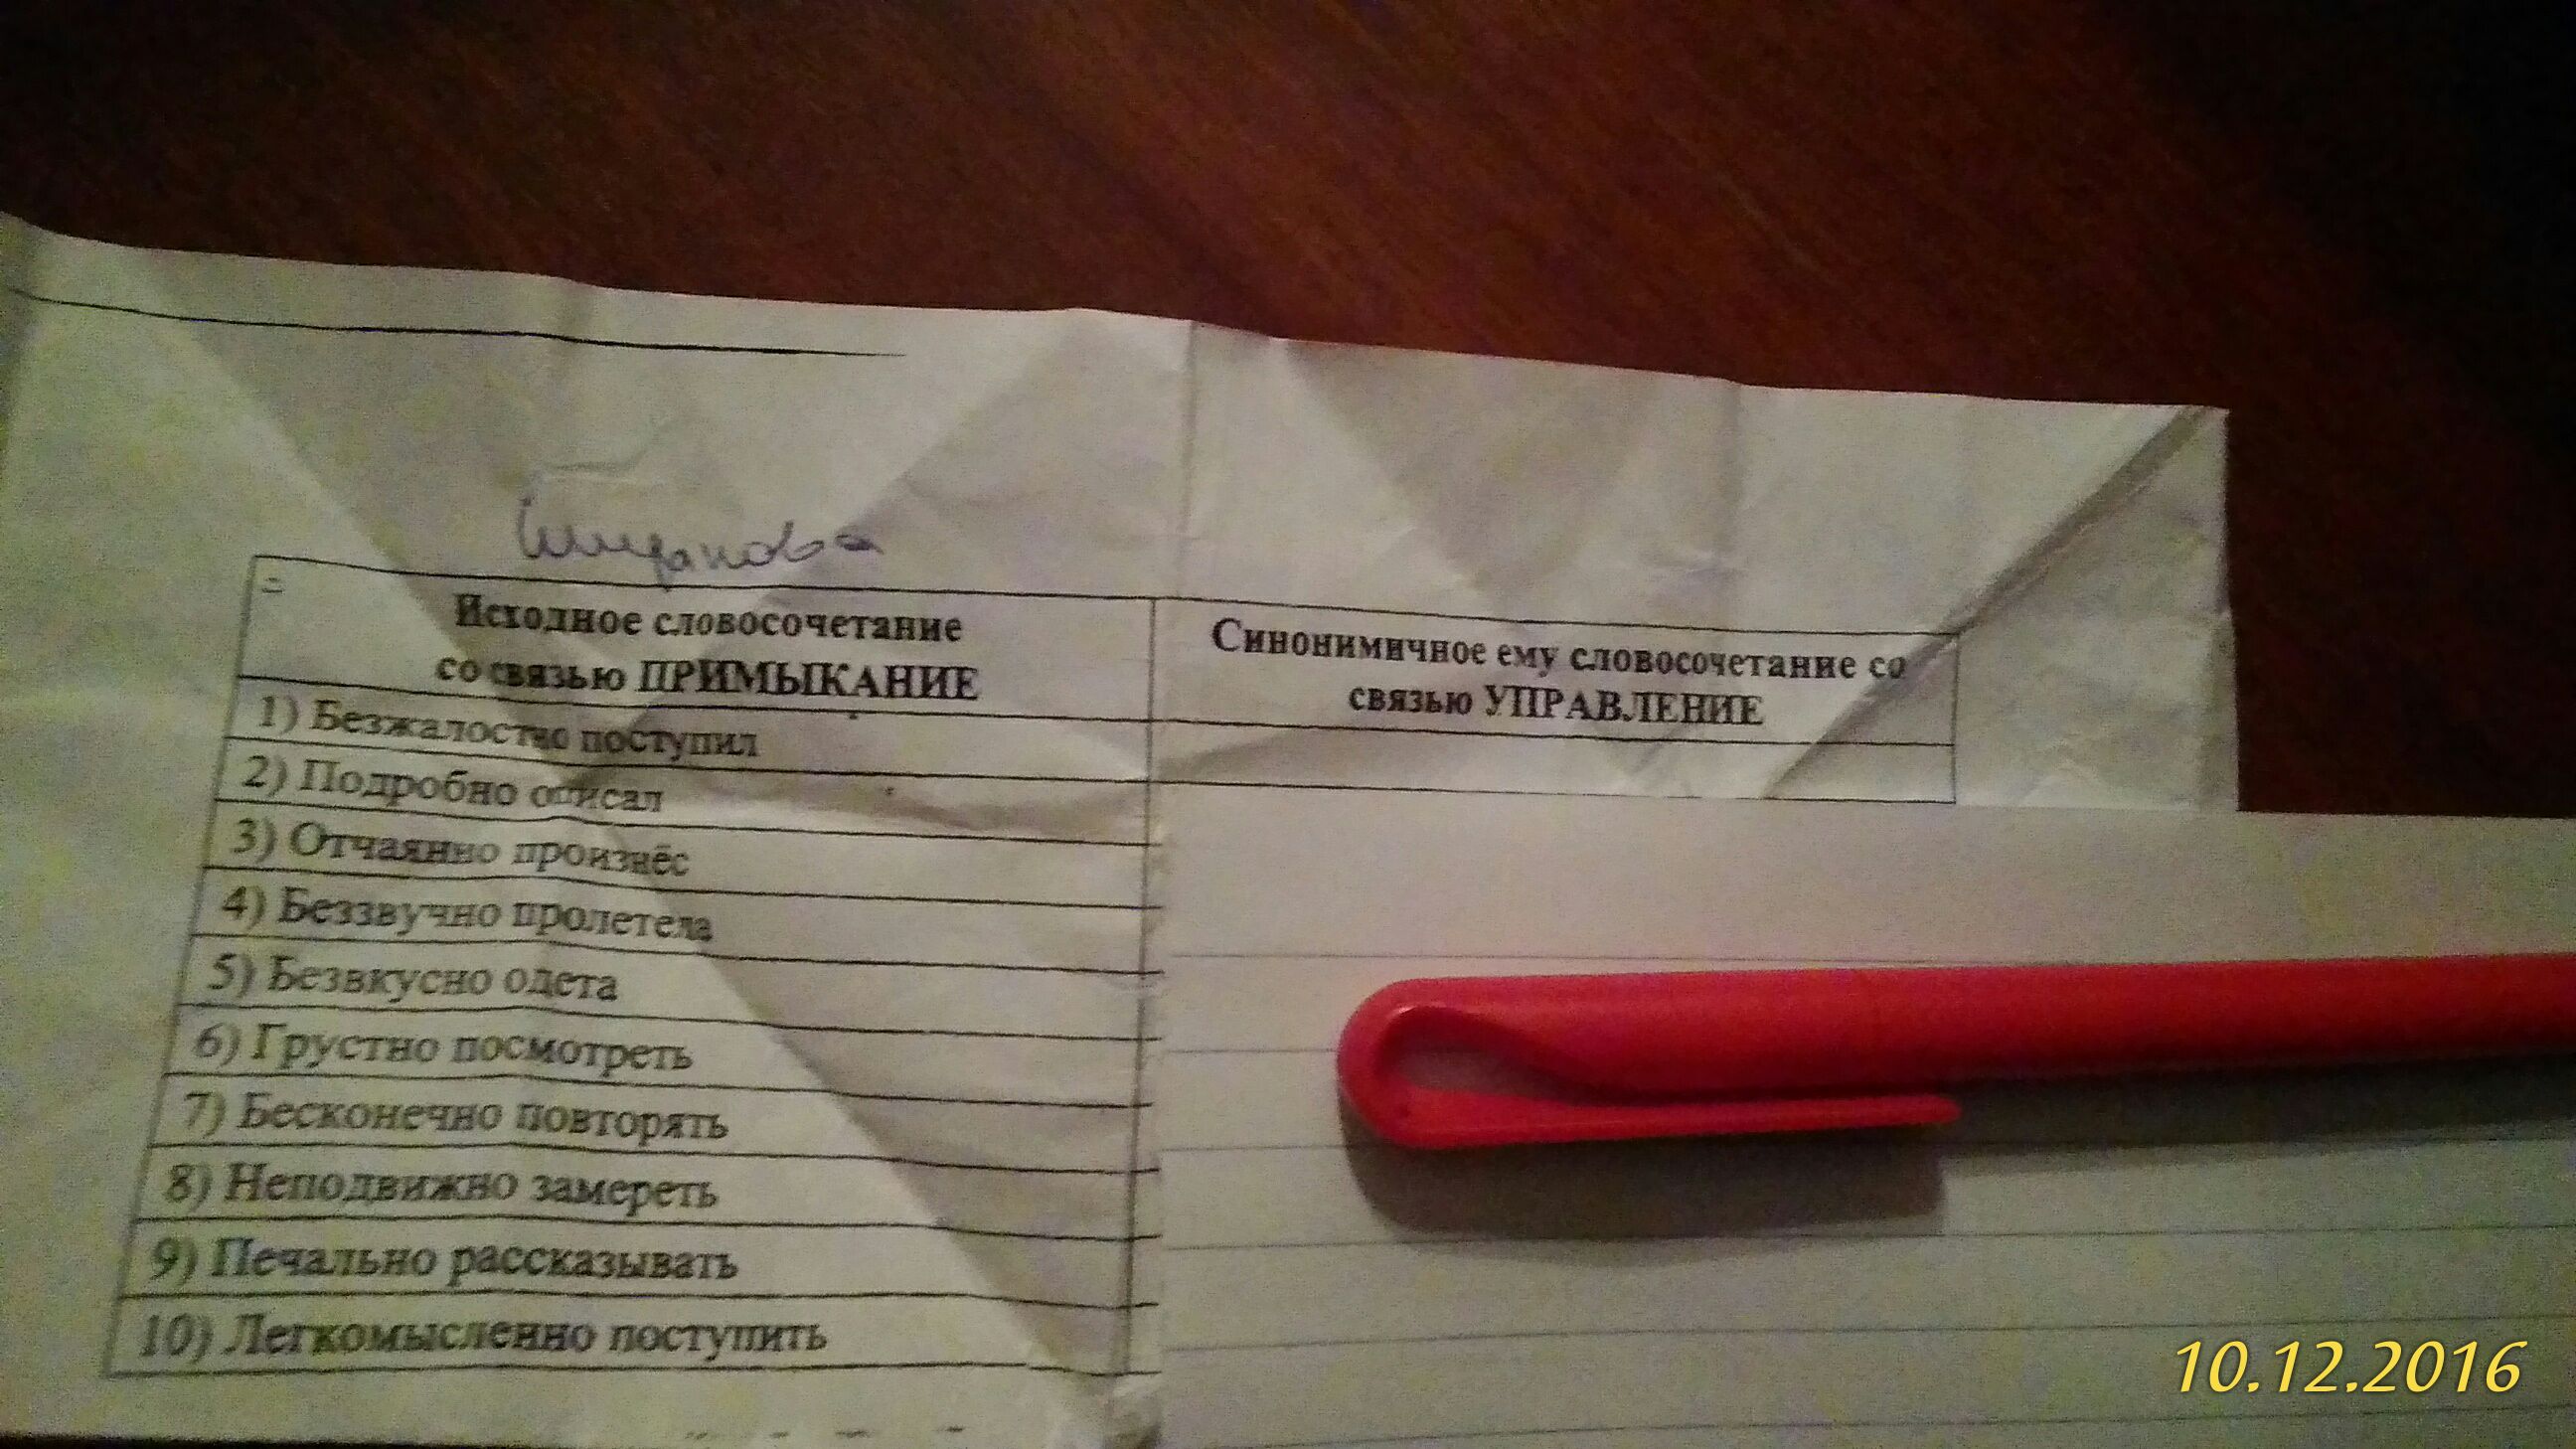 Исходное словосочетание
со связью ПРИМЫКАНИЕ
Синонимичное ему словосочетание со
связью УПРАВЛЕНИЕ
1) Безжалостно поступил
2) Подробно описал
3) Отчаянно произнёс
4) Беззвучно пролетела
5) Безвкусно одета
6) Грустно посмотреть
7) Бесконечно повторять
8) Неподвижно замереть
9) Печально рассказывать
10) Легкомысленно поступить
10.12.2016